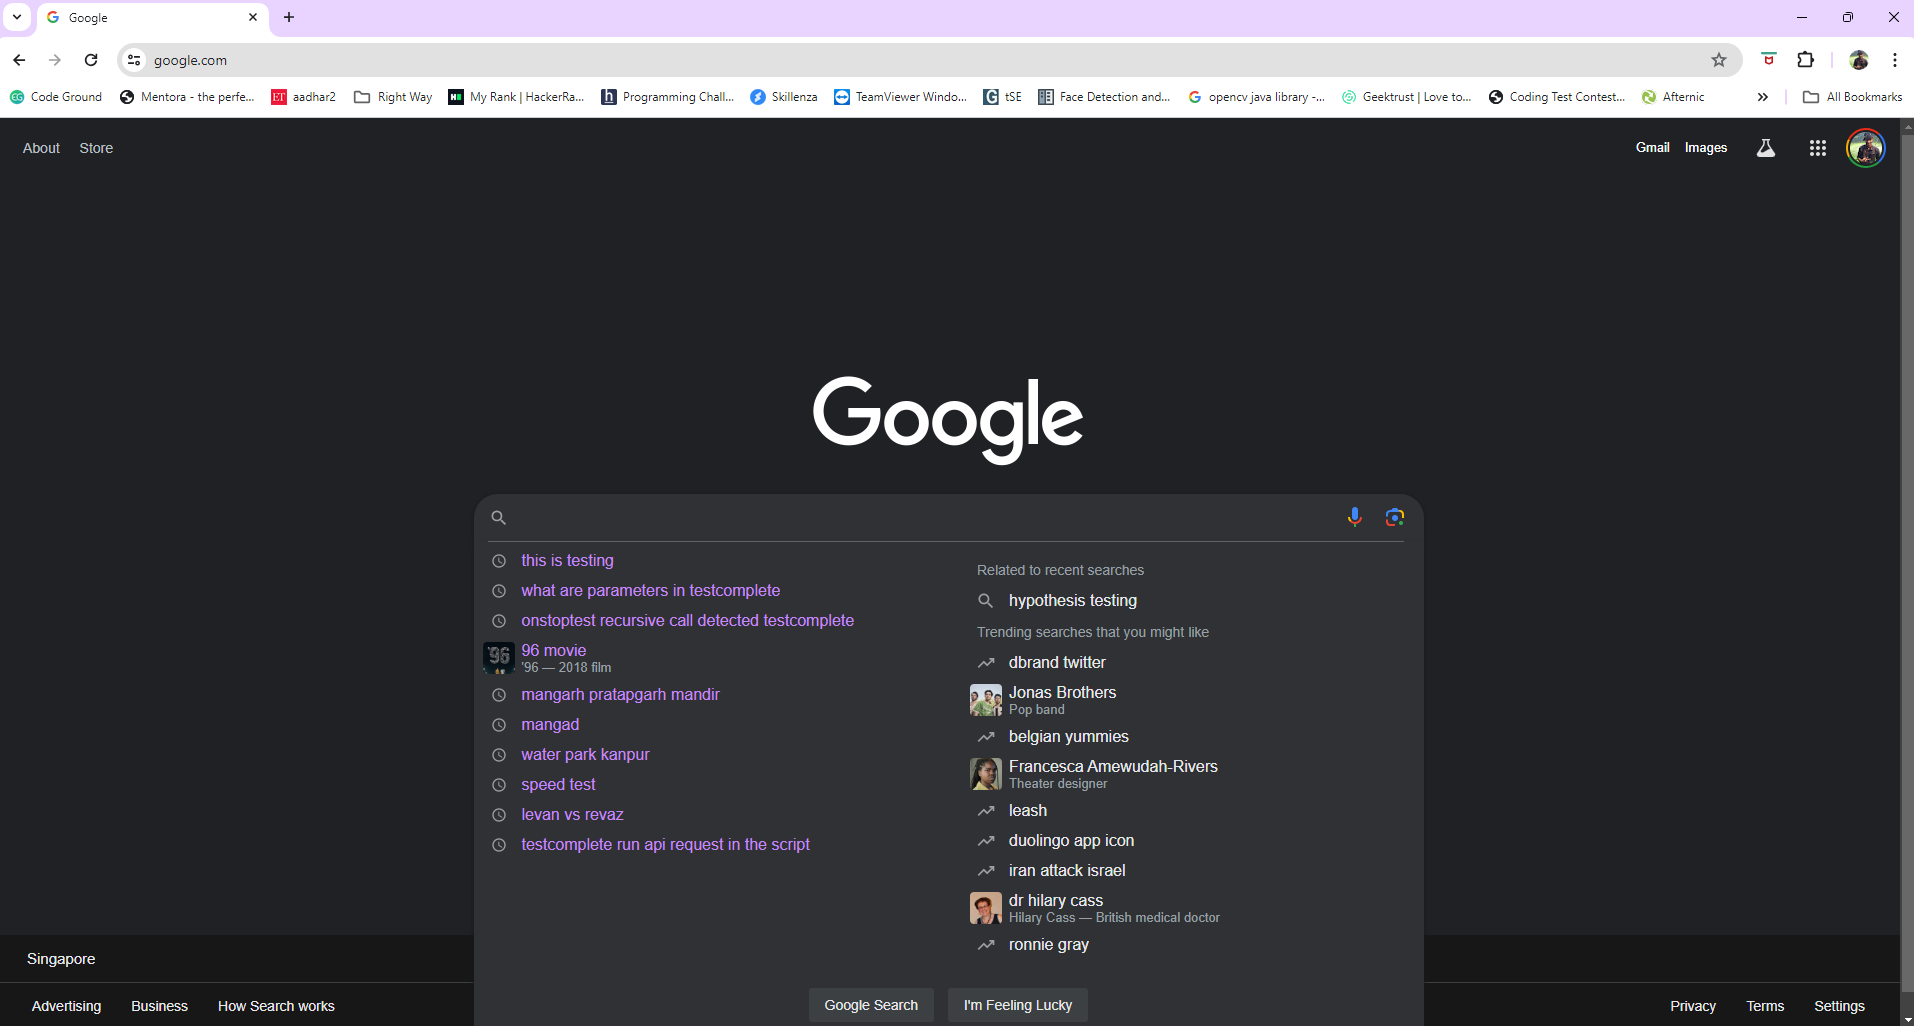 Google
google.com
Code Ground
Mentora - the perfe...
aadhar2
Right Way
My Rank | HackerRa...
Programming Chall...
Skillenza
TeamViewer Windo...
tSE
Face Detection and...
opencv java library -...
Geektrust | Love to...
Coding Test Contest...
Afternic
All Bookmarks
About Store
Gmail Images
Google
this is testing
what are parameters in testcomplete
onstoptest recursive call detected testcomplete
'96
96 movie
'96 — 2018 film
mangarh pratapgarh mandir
mangad
water park kanpur
speed test
levan vs revaz
testcomplete run api request in the script
Related to recent searches
hypothesis testing
Trending searches that you might like
dbrand twitter
Jonas Brothers
Pop band
belgian yummies
Francesca Amewudah-Rivers
Theater designer
leash
duolingo app icon
iran attack israel
dr hilary cass
Hilary Cass — British medical doctor
ronnie gray
Google Search I'm Feeling Lucky
Singapore
Advertising Business How Search works
Privacy Terms Settings